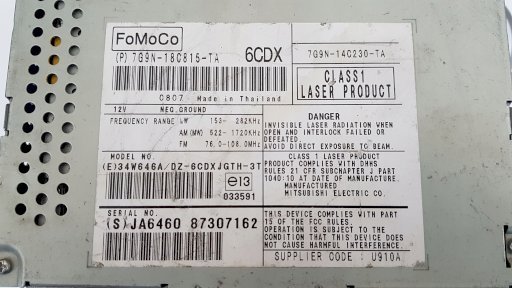 FoMoCo
(P) 7G9N-18C815-TA 6CDX
7G9N-14C230-TA
CLASS1
LASER PRODUCT
0807 Made in Thailand
12V NEG.GROUND
FREQUENCY RANGE LW 153- 282KHz
AM(MW) 522- 1720KHz
FM 76.0-108.0MHz
DANGER
INVISIBLE LASER RADIATION WHEN
OPEN AND INTERLOCK FAILED OR
DEFEATED.
AVOID DIRECT EXPOSURE TO BEAM.
MODEL NO.
(E)34W646A/DZ-6CDXJGTH-3T
e13
033591
CLASS 1 LASER PRODUCT
PRODUCT COMPLIES WITH DHHS
RULES 21 CFR SUBCHAPTER J PART
1040.10 AT DATE OF MANUFACTURE.
MANUFACTURED
MITSUBISHI ELECTRIC CO.
SERIAL NO.
(S)JA6460 87307162
THIS DEVICE COMPLIES WITH PART
15 OF THE FCC RULES.
OPERATION IS SUBJECT TO THE
CONDITION THAT THIS DEVICE DOES
NOT CAUSE HARMFUL INTERFERENCE.
SUPPLIER CODE : U910A